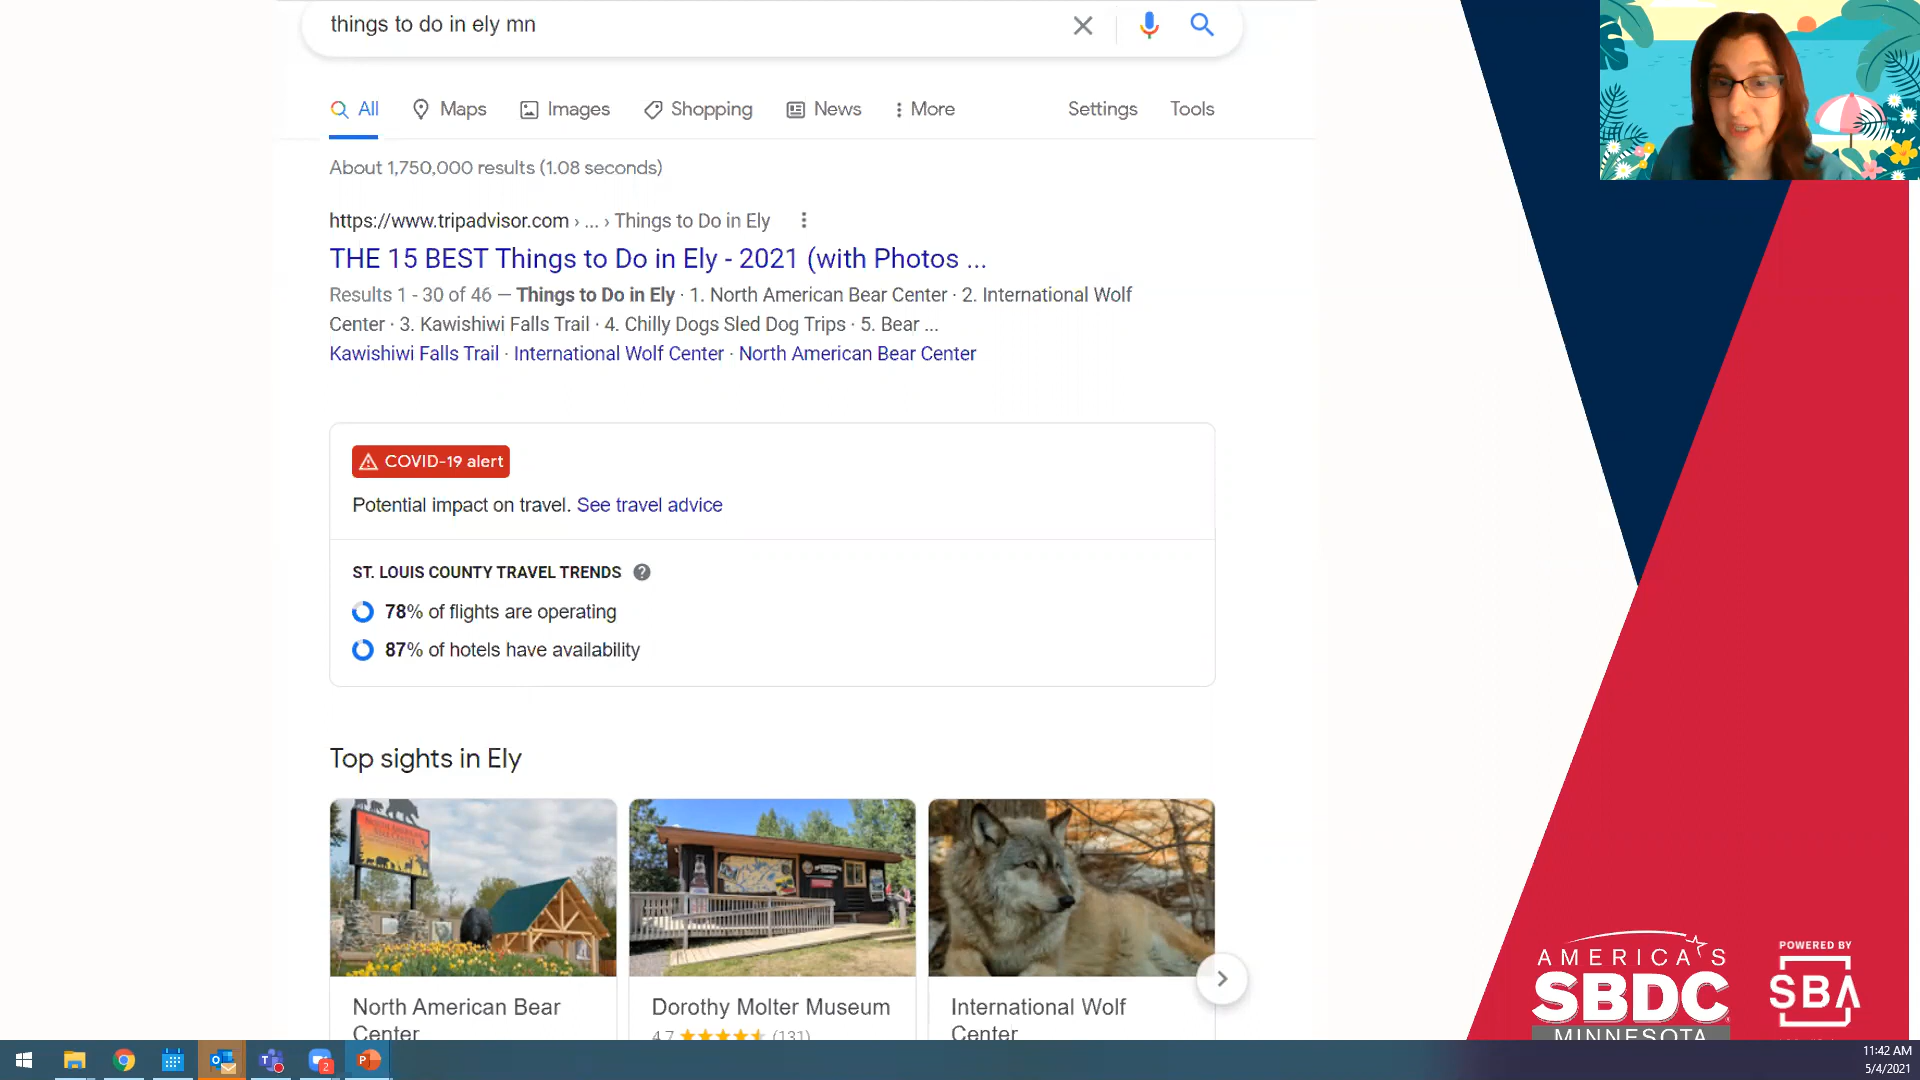 things to do in ely mn
All Maps Images Shopping News More Settings Tools
About 1,750,000 results (1.08 seconds)
https://www.tripadvisor.com › ... › Things to Do in Ely
THE 15 BEST Things to Do in Ely - 2021 (with Photos ...
Results 1 - 30 of 46 — Things to Do in Ely · 1. North American Bear Center · 2. International Wolf
Center · 3. Kawishiwi Falls Trail · 4. Chilly Dogs Sled Dog Trips · 5. Bear ...
Kawishiwi Falls Trail · International Wolf Center · North American Bear Center
COVID-19 alert
Potential impact on travel. See travel advice
ST. LOUIS COUNTY TRAVEL TRENDS
78% of flights are operating
87% of hotels have availability
Top sights in Ely
North American Bear
Center
Dorothy Molter Museum
4.7 (131)
International Wolf
Center
AMERICA'S
SBDC
MINNESOTA
POWERED BY
SBA
11:42 AM
5/4/2021